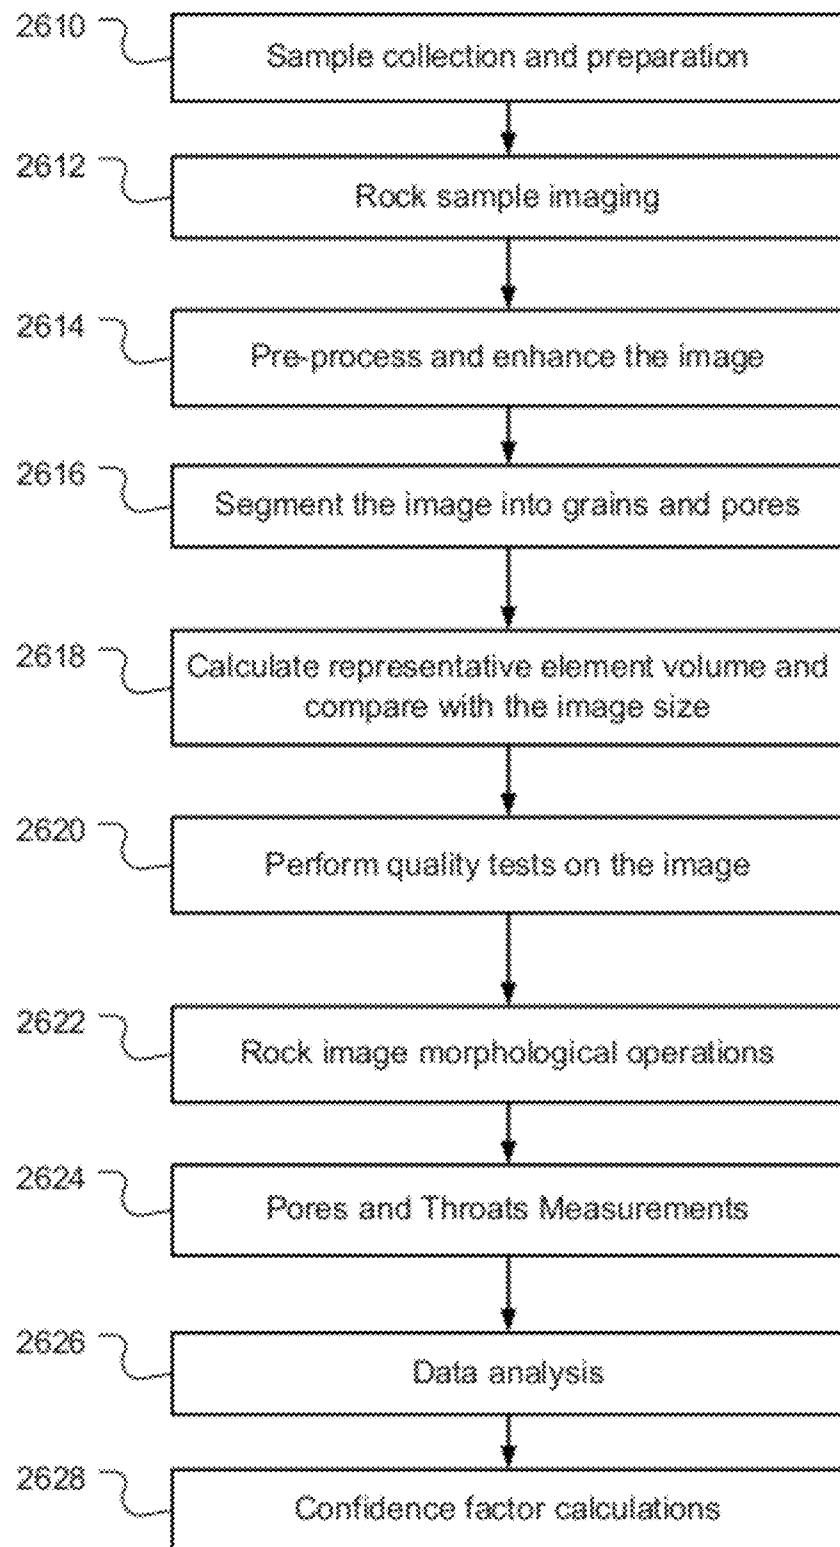 2610
Sample collection and preparation
2612
Rock sample imaging
2614
Pre-process and enhance the image
2616
Segment the image into grains and pores
2618
Calculate representative element volume and
compare with the image size
2620
Perform quality tests on the image
2622
Rock image morphological operations
2624
Pores and Throats Measurements
2626
Data analysis
2628
Confidence factor calculations